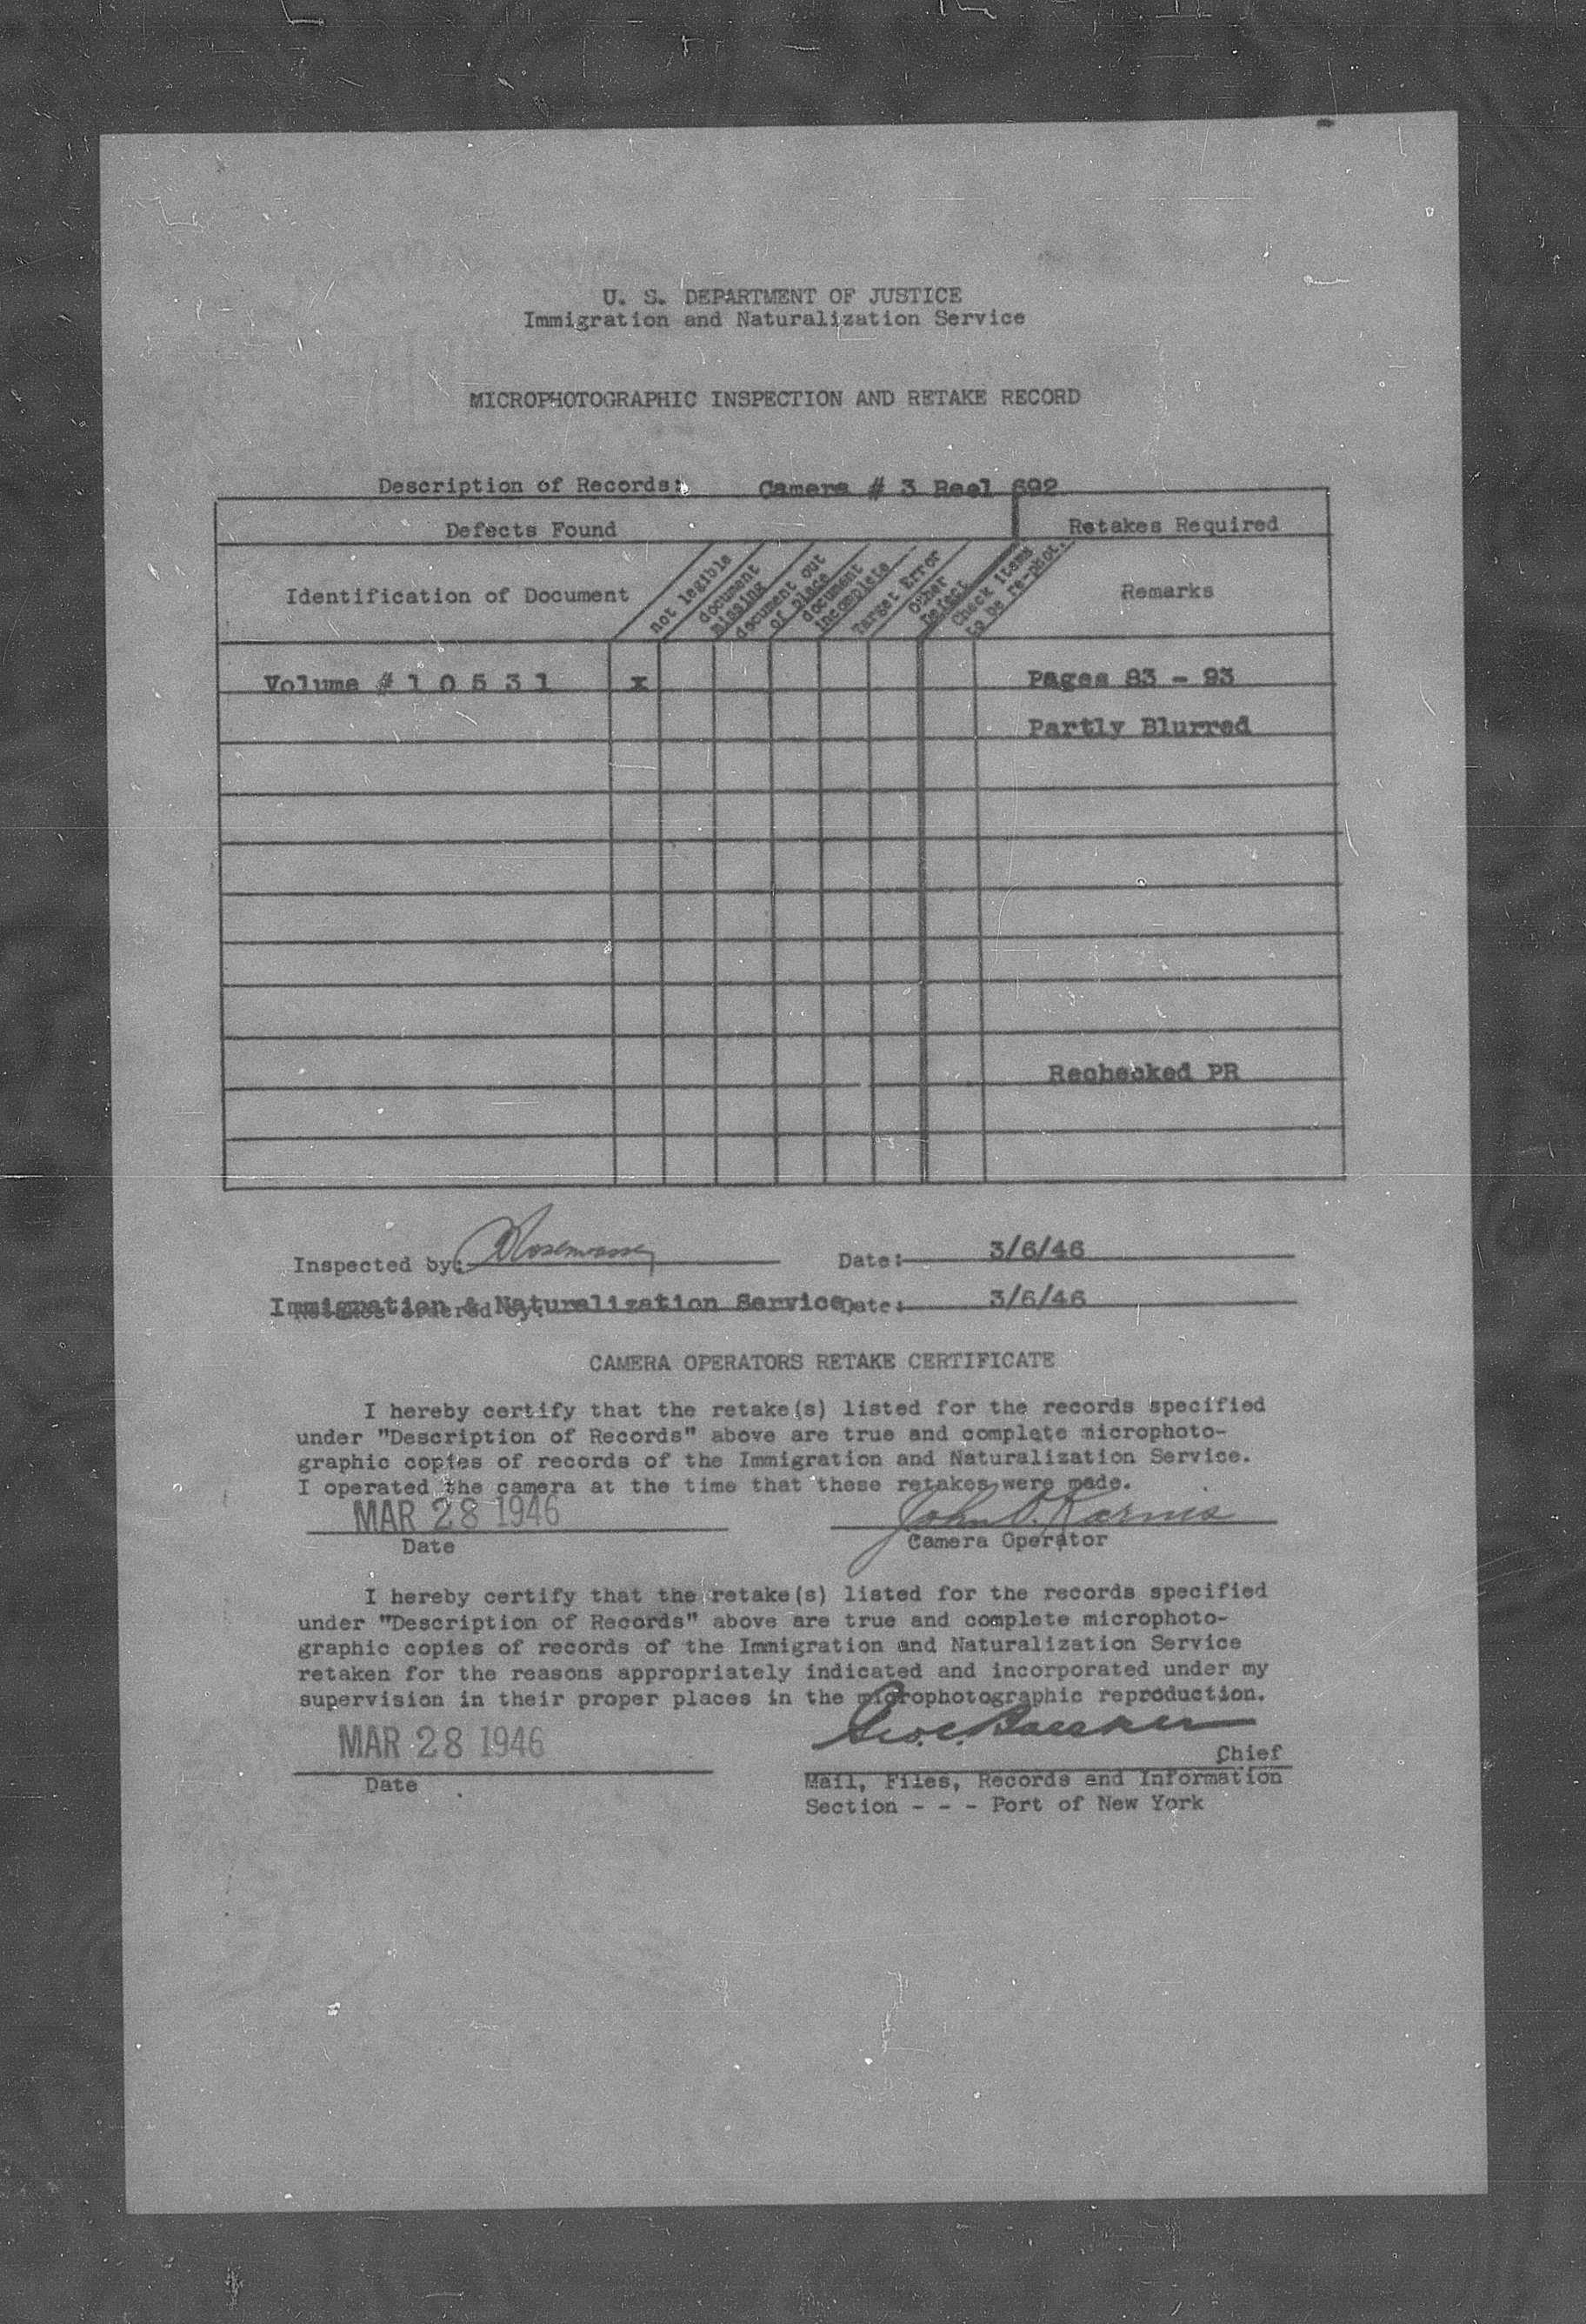 U. S. DEPARTMENT OF JUSTICE
Immigration and Naturalization Service
MICROPHOTOGRAPHIC INSPECTION AND RETAKE RECORD
Description of Records: Camera # 3 Reel 692
Defects Found Retakes Required
Identification of Document
not legible
document
missing
document out
of place
document
incomplete
Target Error
Other
Defect
Check items
to be re-phot.
Remarks
Volume # 1 0 5 3 1 x Pages 83 - 93
Partly Blurred
Rechecked PR
Inspected by: Date: 3/6/46
Retakes ordered by: Immigration & Naturalization Service Date: 3/6/46
CAMERA OPERATORS RETAKE CERTIFICATE
I hereby certify that the retake(s) listed for the records specified
under "Description of Records" above are true and complete microphoto-
graphic copies of records of the Immigration and Naturalization Service.
I operated the camera at the time that these retakes were made.
MAR 28 1946 John D. Karnis
Date Camera Operator
I hereby certify that the retake(s) listed for the records specified
under "Description of Records" above are true and complete microphoto-
graphic copies of records of the Immigration and Naturalization Service
retaken for the reasons appropriately indicated and incorporated under my
supervision in their proper places in the microphotographic reproduction.
MAR 28 1946 Geo. C.
Chief
Date Mail, Files, Records and Information
Section - - - Port of New York